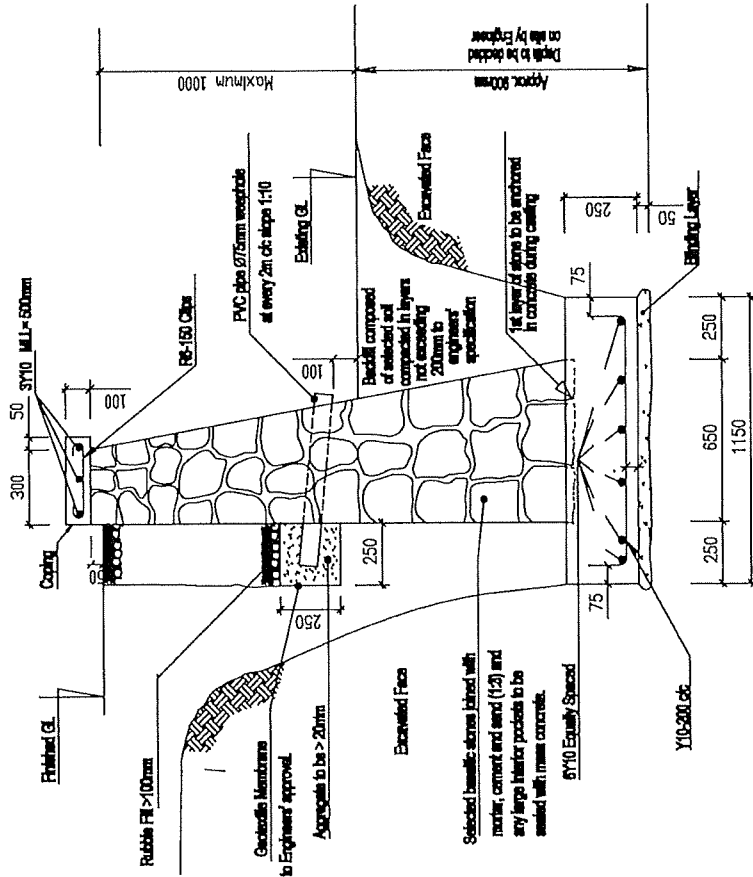 Coping
300
50
3Y10 M.I.L= 500mm
100
R6-150 Clips
Finished GL
50
Rubble Fill >100mm
Geotextile Membrane
to Engineers' approval.
Aggregate to be > 20mm
250
250
Excavated Face
Selected basaltic stones joined with
mortar, cement and sand (1:3) and
any large interior pockets to be
sealed with mass concrete.
6Y10 Equally Spaced
Y10-200 c/c
75
250
650
250
1150
PVC pipe Ø75mm weephole
at every 2m c/c slope 1:10
Existing GL
100
Backfill composed
of selected soil
compacted in layers
not exceeding
200mm to
engineers'
specification
Excavated Face
1st layer of stone to be anchored
in concrete during casting
75
250
50
Blinding Layer
Maximum 1000
Approx. 900mm
Depth to be decided
on site by Engineer